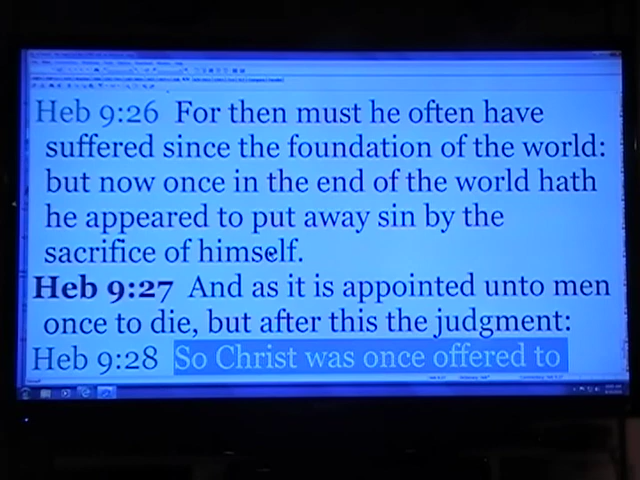 Heb 9:26 For then must he often have
suffered since the foundation of the world:
but now once in the end of the world hath
he appeared to put away sin by the
sacrifice of himself.
Heb 9:27 And as it is appointed unto men
once to die, but after this the judgment:
Heb 9:28 So Christ was once offered to